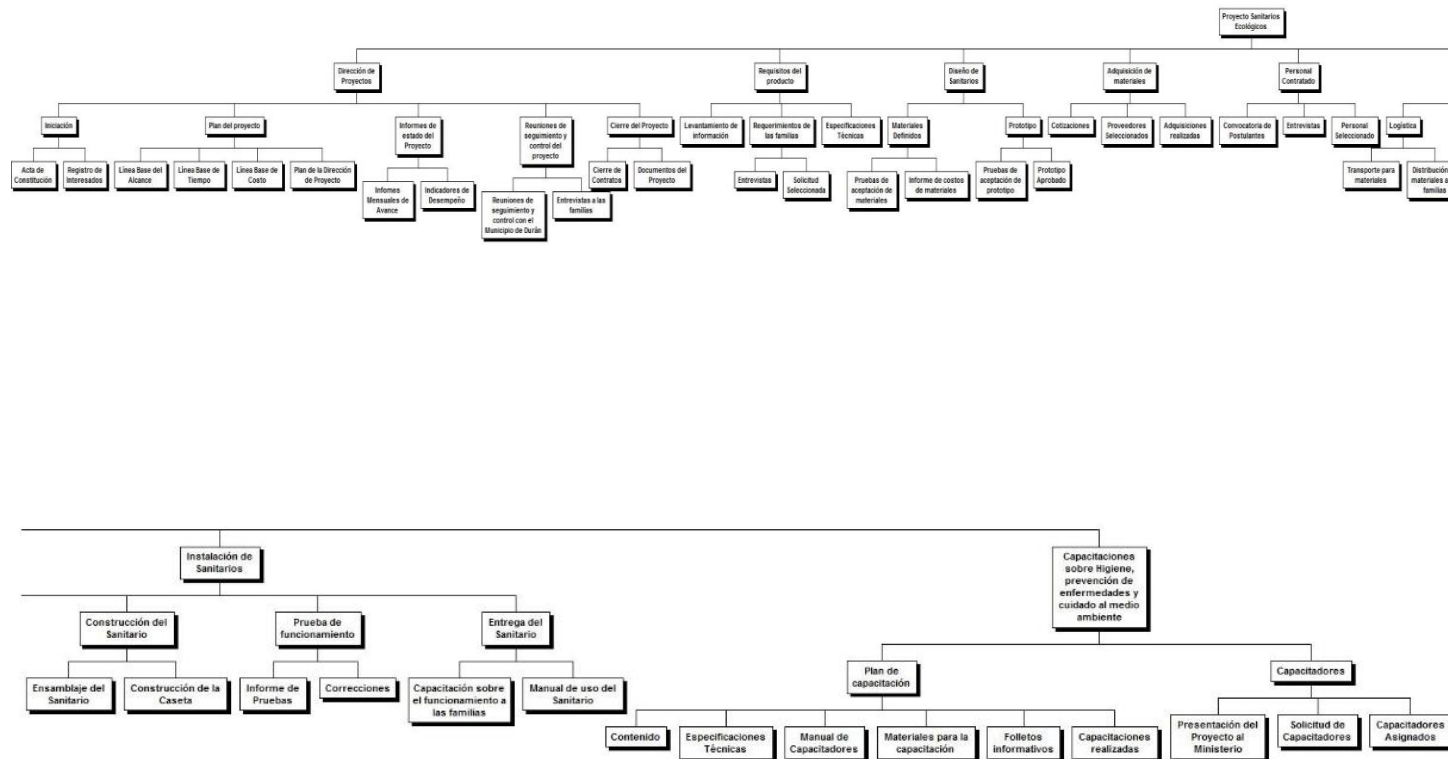 Proyecto Sanitarios
Ecológicos
Dirección de
Proyectos
Requisitos del
producto
Diseño de
Sanitarios
Adquisición de
materiales
Personal
Contratado
Iniciación
Plan del proyecto
Informes de
estado del
Proyecto
Reuniones de
seguimiento y
control del
proyecto
Cierre del Proyecto
Levantamiento de
información
Requerimientos de
las familias
Especificaciones
Técnicas
Materiales
Definidos
Prototipo
Cotizaciones
Proveedores
Seleccionados
Adquisiciones
realizadas
Convocatoria de
Postulantes
Entrevistas
Personal
Seleccionado
Logística
Acta de
Constitución
Registro de
Interesados
Línea Base del
Alcance
Línea Base de
Tiempo
Línea Base de
Costo
Plan de la Dirección
de Proyecto
Infomes
Mensuales de
Avance
Indicadores de
Desempeño
Reuniones de
seguimiento y
control con el
Municipio de Durán
Entrevistas a las
familias
Cierre de
Contratos
Documentos del
Proyecto
Entrevistas
Solicitud
Seleccionada
Pruebas de
aceptación de
materiales
Informe de costos
de materiales
Pruebas de
aceptación de
prototipo
Prototipo
Aprobado
Transporte para
materiales
Distribución
materiales a
familias
Instalación de
Sanitarios
Capacitaciones
sobre Higiene,
prevención de
enfermedades y
cuidado al medio
ambiente
Construcción del
Sanitario
Prueba de
funcionamiento
Entrega del
Sanitario
Plan de
capacitación
Capacitadores
Ensamblaje del
Sanitario
Construcción de la
Caseta
Informe de
Pruebas
Correcciones
Capacitación sobre
el funcionamiento a
las familias
Manual de uso del
Sanitario
Contenido
Especificaciones
Técnicas
Manual de
Capacitadores
Materiales para la
capacitación
Folletos
informativos
Capacitaciones
realizadas
Presentación del
Proyecto al
Ministerio
Solicitud de
Capacitadores
Capacitadores
Asignados